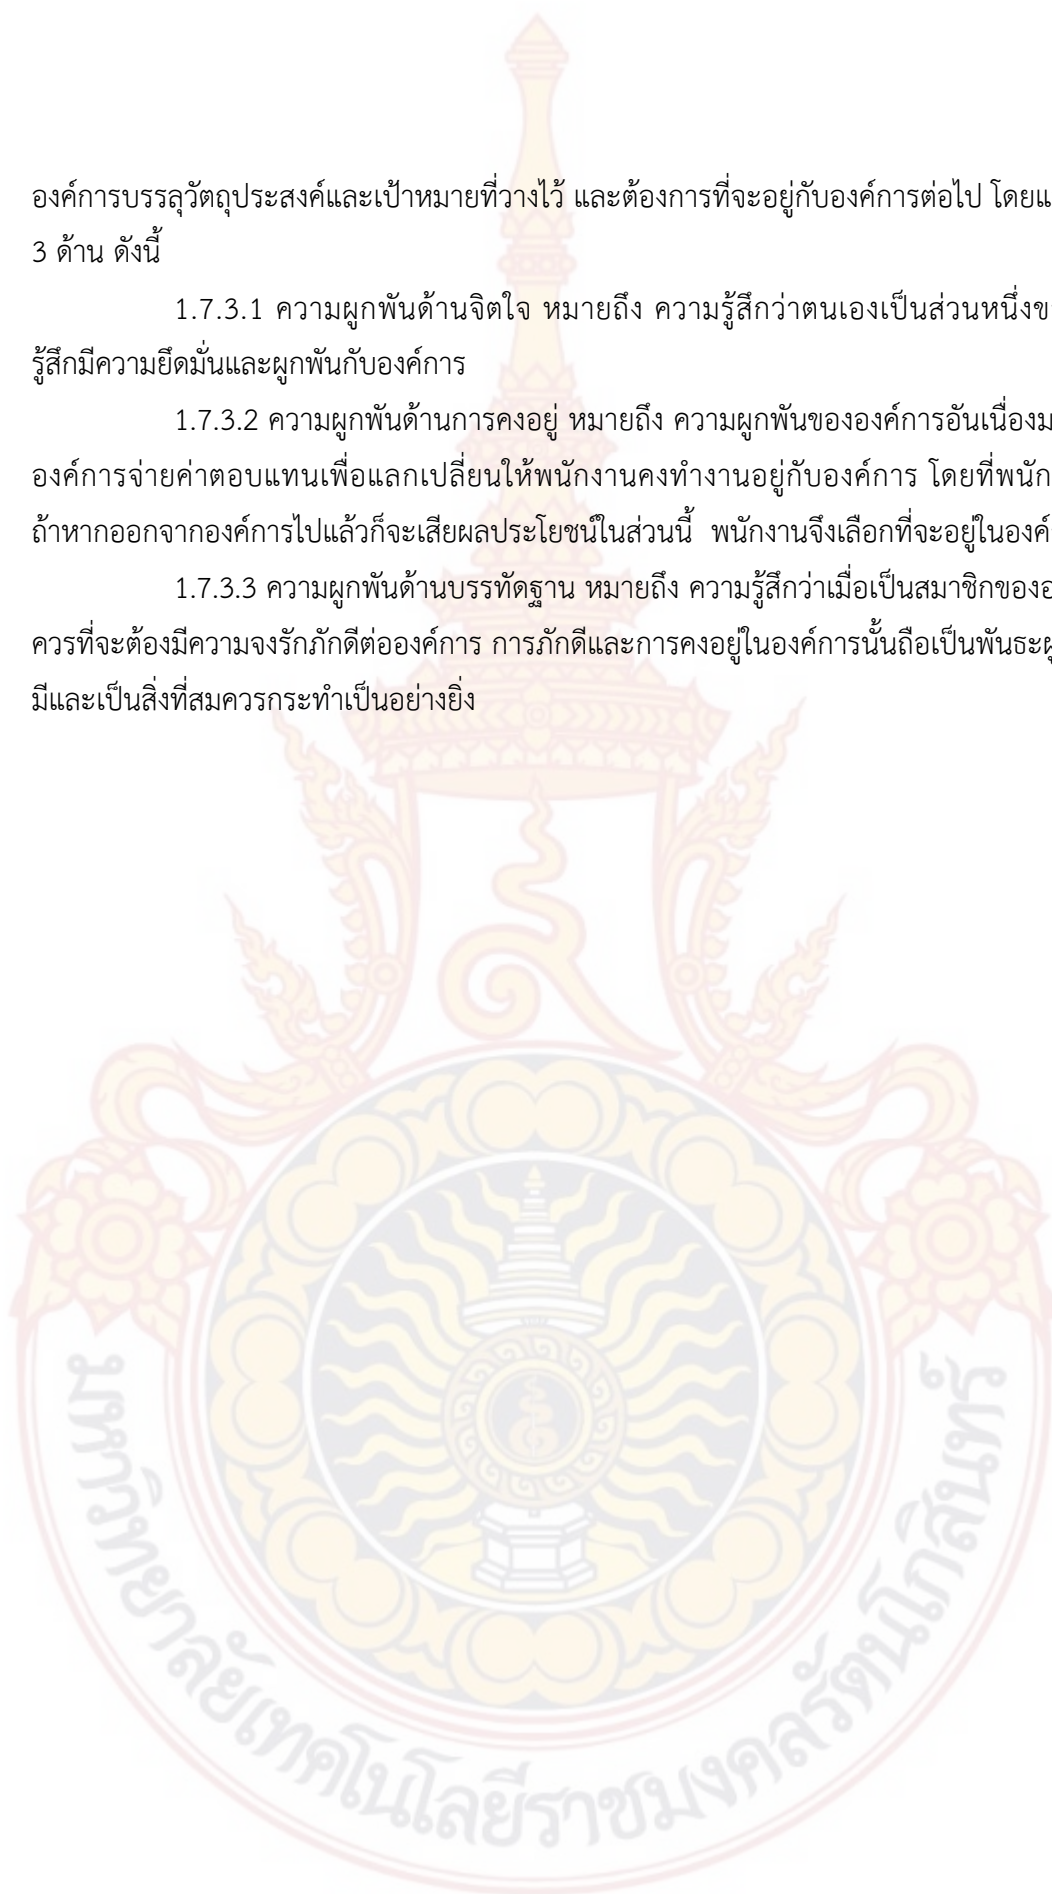 องค์การบรรลุวัตถุประสงค์และเป้าหมายที่วางไว้ และต้องการที่จะอยู่กับองค์การต่อไป โดยแ
3 ด้าน ดังนี้
1.7.3.1 ความผูกพันด้านจิตใจ หมายถึง ความรู้สึกว่าตนเองเป็นส่วนหนึ่งข
รู้สึกมีความยึดมั่นและผูกพันกับองค์การ
1.7.3.2 ความผูกพันด้านการคงอยู่ หมายถึง ความผูกพันขององค์การอันเนื่องม
องค์การจ่ายค่าตอบแทนเพื่อแลกเปลี่ยนให้พนักงานคงทำงานอยู่กับองค์การ โดยที่พนัก
ถ้าหากออกจากองค์การไปแล้วก็จะเสียผลประโยชน์ในส่วนนี้ พนักงานจึงเลือกที่จะอยู่ในองค์
1.7.3.3 ความผูกพันด้านบรรทัดฐาน หมายถึง ความรู้สึกว่าเมื่อเป็นสมาชิกของอ
ควรที่จะต้องมีความจงรักภักดีต่อองค์การ การภักดีและการคงอยู่ในองค์การนั้นถือเป็นพันธะผู
มีและเป็นสิ่งที่สมควรกระทำเป็นอย่างยิ่ง
มหาวิทยาลัยเทคโนโลยีราชมงคลรัตนโกสินทร์